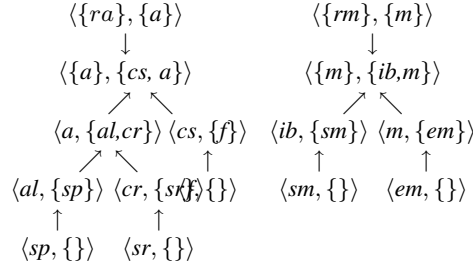 ⟨{ra}, {a}⟩ ⟨{rm}, {m}⟩
⟨{a}, {cs, a}⟩ ⟨{m}, {ib,m}⟩
⟨a, {al,cr}⟩ ⟨cs, {f}⟩ ⟨ib, {sm}⟩ ⟨m, {em}⟩
⟨al, {sp}⟩ ⟨cr, {sr}⟩ ⟨f, {}⟩ ⟨sm, {}⟩ ⟨em, {}⟩
⟨sp, {}⟩ ⟨sr, {}⟩